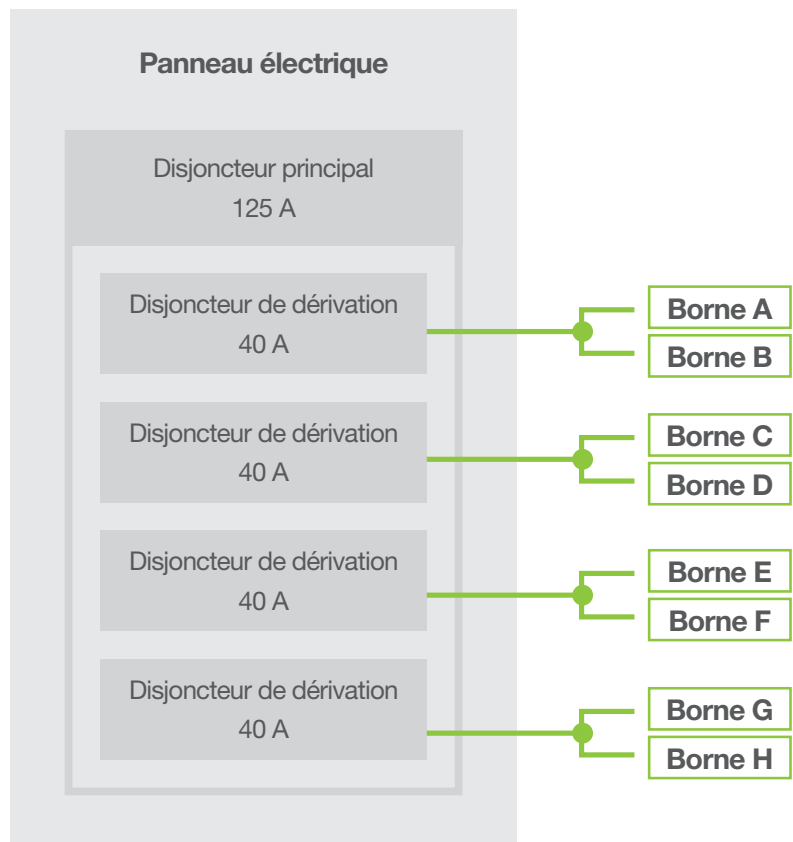 Panneau électrique
Disjoncteur principal
125 A
Disjoncteur de dérivation
40 A
Borne A
Borne B
Disjoncteur de dérivation
40 A
Borne C
Borne D
Disjoncteur de dérivation
40 A
Borne E
Borne F
Disjoncteur de dérivation
40 A
Borne G
Borne H